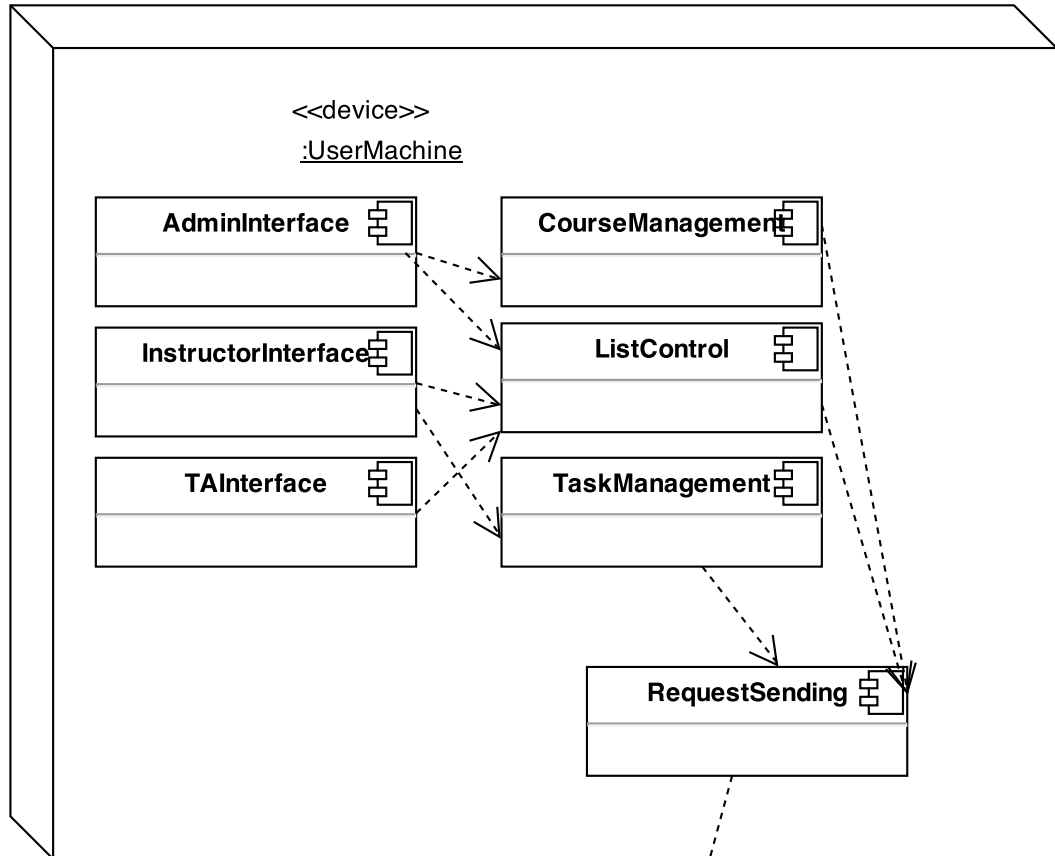 <<device>>
:UserMachine
AdminInterface
CourseManagement
InstructorInterface
ListControl
TAInterface
TaskManagement
RequestSending